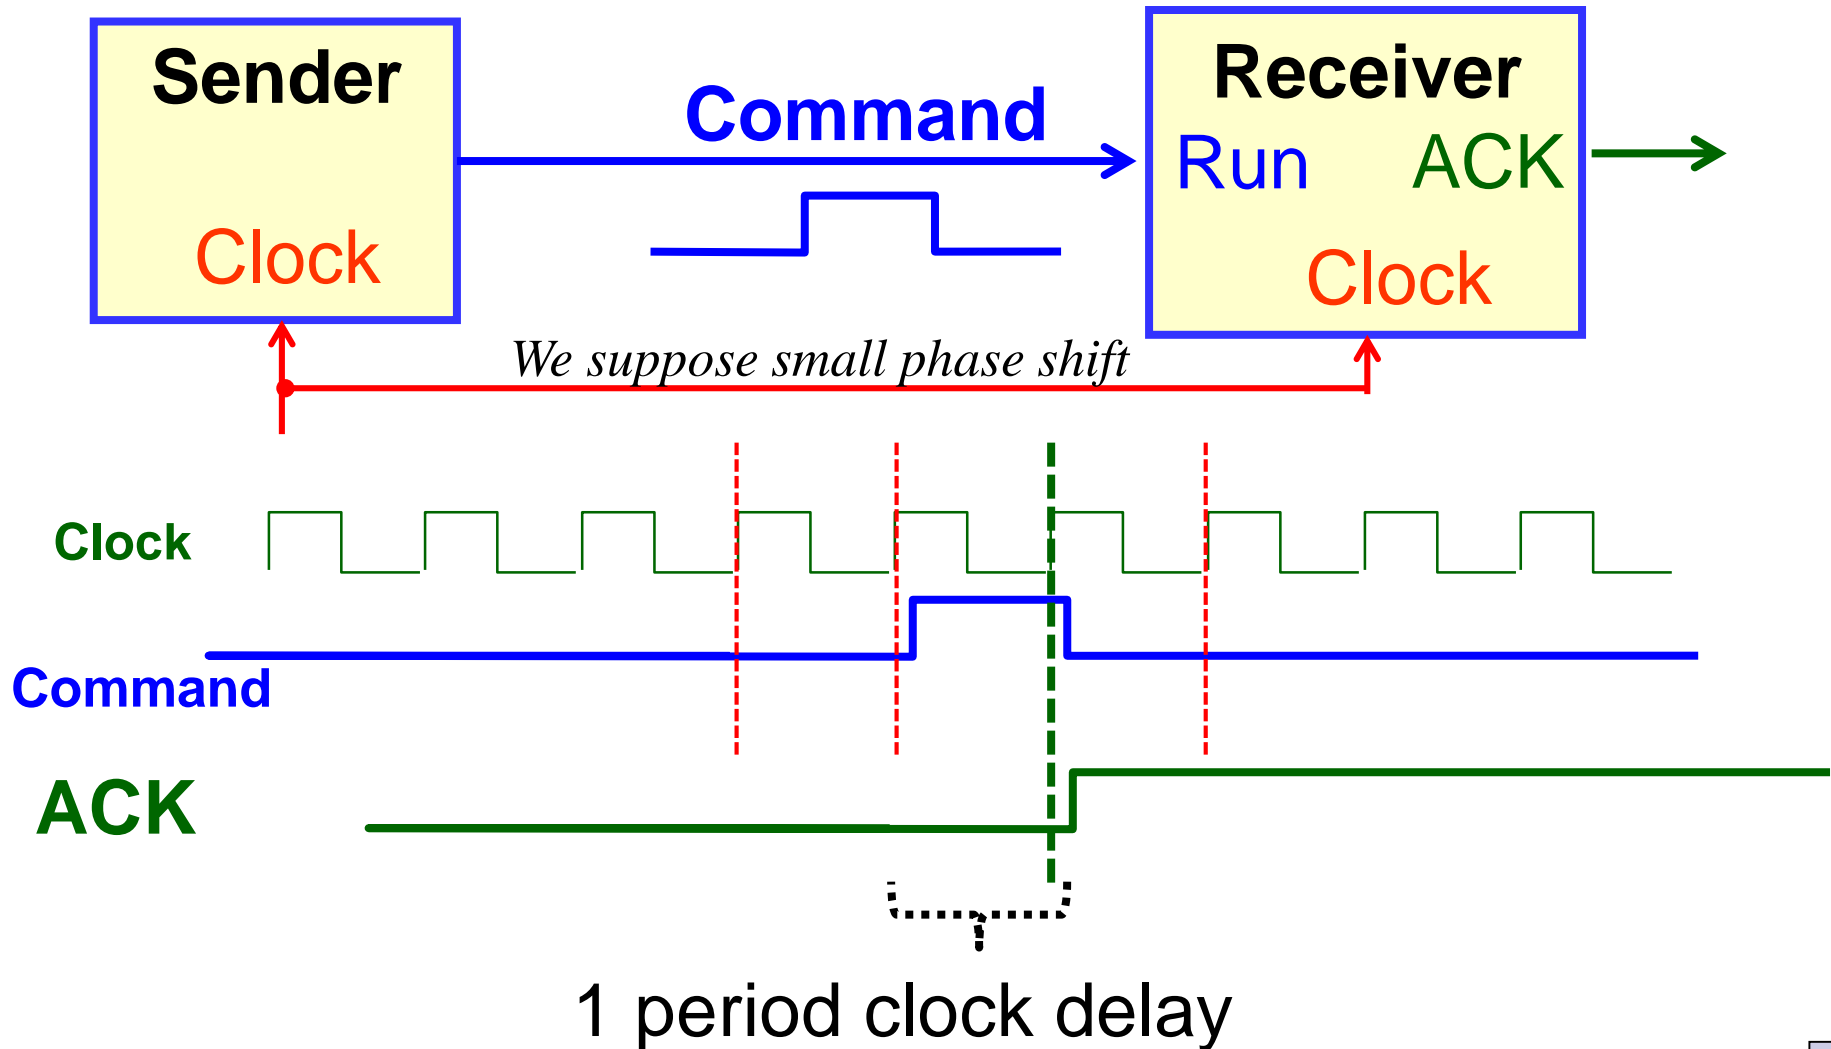 Sender
Receiver
Command
Run
ACK
Clock
Clock
We suppose small phase shift
Clock
Command
ACK
1 period clock delay